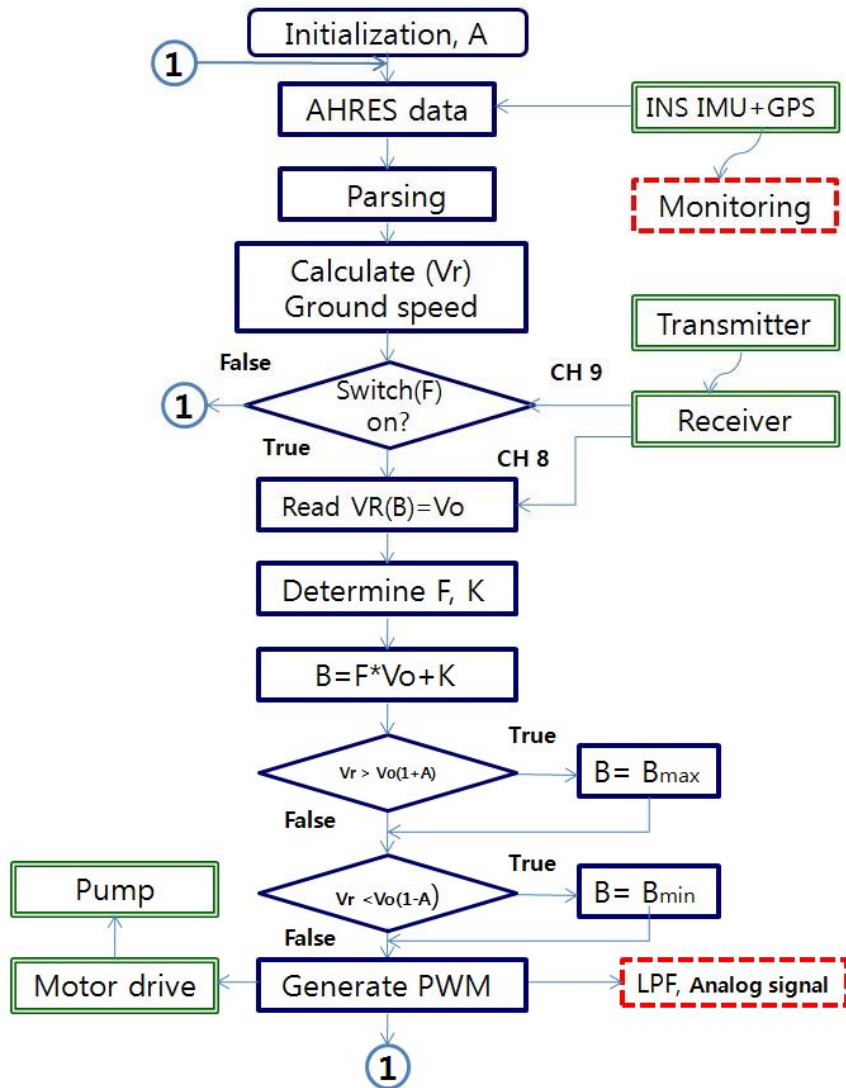 Initialization, A
1
AHRES data
INS IMU+GPS
Parsing
Monitoring
Calculate (Vr)
Ground speed
Transmitter
False
CH 9
1
Switch(F)
on?
Receiver
True
CH 8
Read VR(B)=Vo
Determine F, K
B=F*Vo+K
True
Vr > Vo(1+A)
B= Bmax
False
True
Pump
Vr <Vo(1-A)
B= Bmin
False
Motor drive
Generate PWM
LPF, Analog signal
1